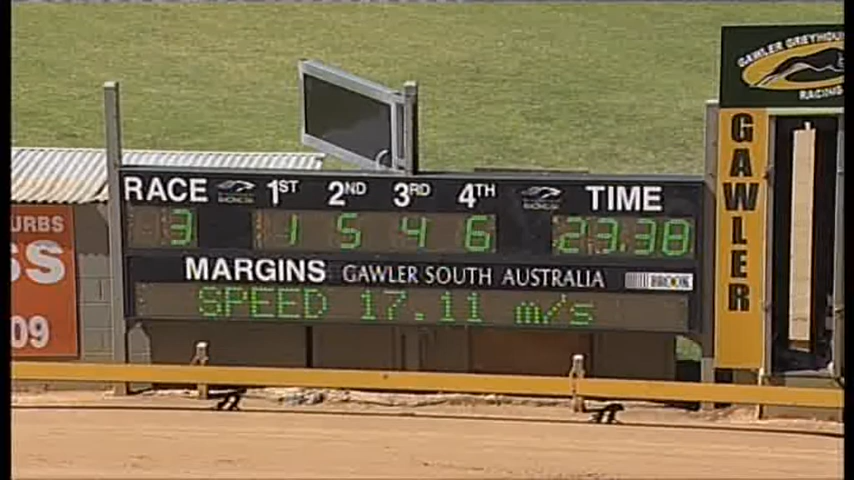 GAWLER GREYHOUND
RACING
RACE 1ST 2ND 3RD 4TH TIME
3 1 5 4 6 23.38
MARGINS GAWLER SOUTH AUSTRALIA
SPEED 17.11 m/s
GAWLER
URBS
SS
09